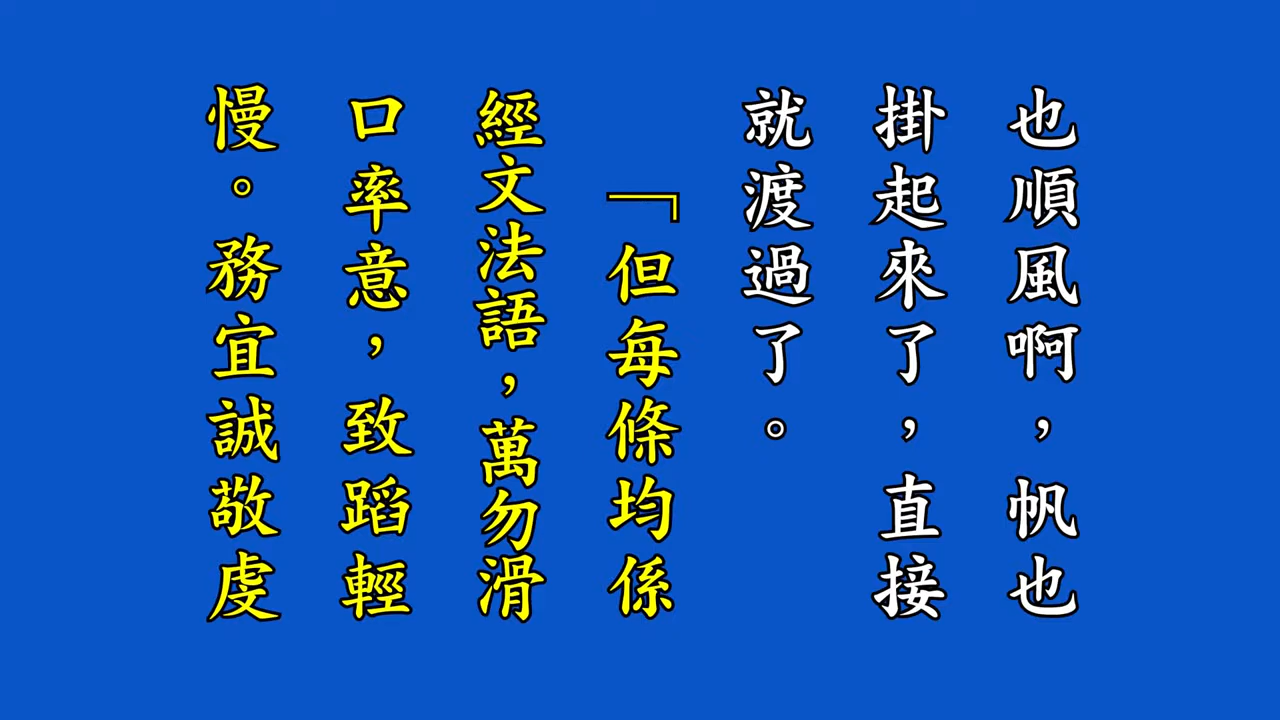 也順風啊，帆也
掛起來了，直接
就渡過了。
「但每條均係
經文法語，萬勿滑
口率意，致蹈輕
慢。務宜誠敬虔